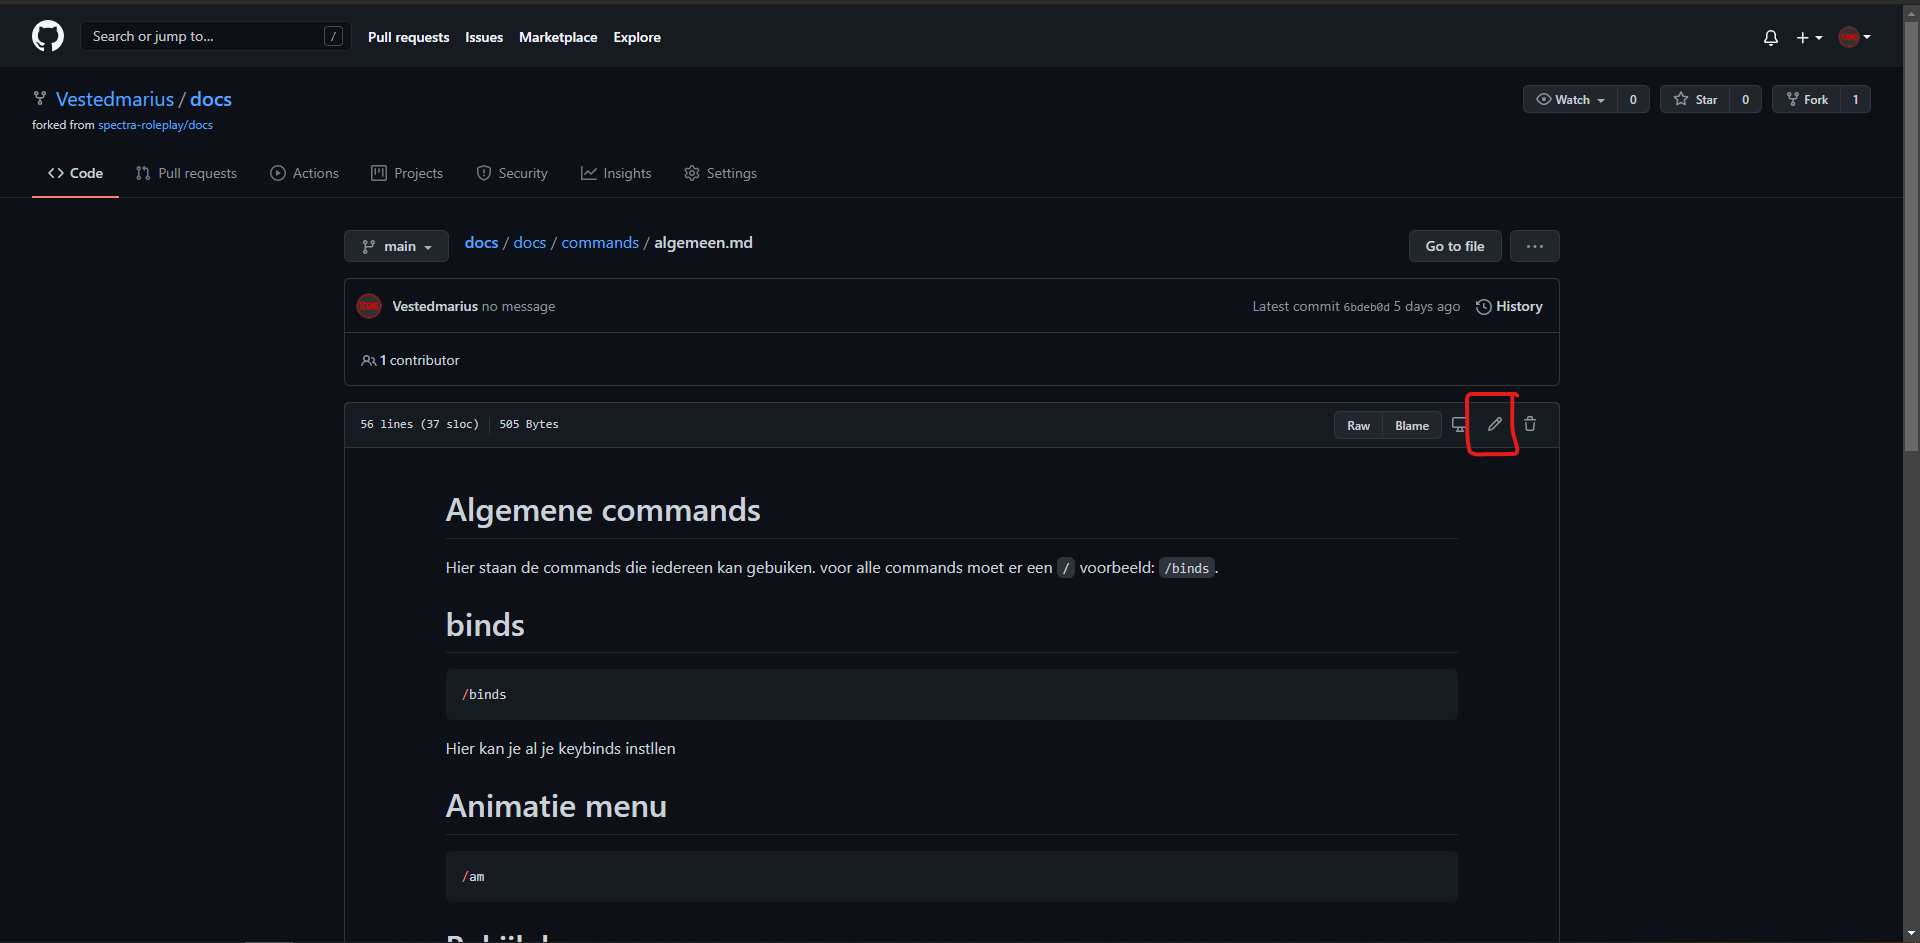 Search or jump to... /
Pull requests Issues Marketplace Explore
Vestedmarius / docs
Watch 0 Star 0 Fork 1
forked from spectra-roleplay/docs
Code Pull requests Actions Projects Security Insights Settings
main docs / docs / commands / algemeen.md Go to file
Vestedmarius no message Latest commit 6bdeb0d 5 days ago History
1 contributor
56 lines (37 sloc) 505 Bytes Raw Blame
Algemene commands
Hier staan de commands die iedereen kan gebuiken. voor alle commands moet er een / voorbeeld: /binds.
binds
/binds
Hier kan je al je keybinds instllen
Animatie menu
/am